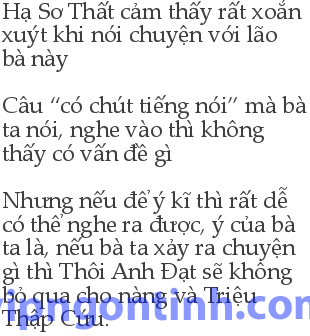 Hạ Sơ Thất cảm thấy rất xoắn
xuýt khi nói chuyện với lão
bà này
Câu “có chút tiếng nói” mà bà
ta nói, nghe vào thì không
thấy có vấn đề gì
Nhưng nếu để ý kĩ thì rất dễ
có thể nghe ra được, ý của bà
ta là, nếu bà ta xảy ra chuyện
gì thì Thôi Anh Đạt sẽ không
bỏ qua cho nàng và Triệu
Thập Cứu.
vipngontinh.com